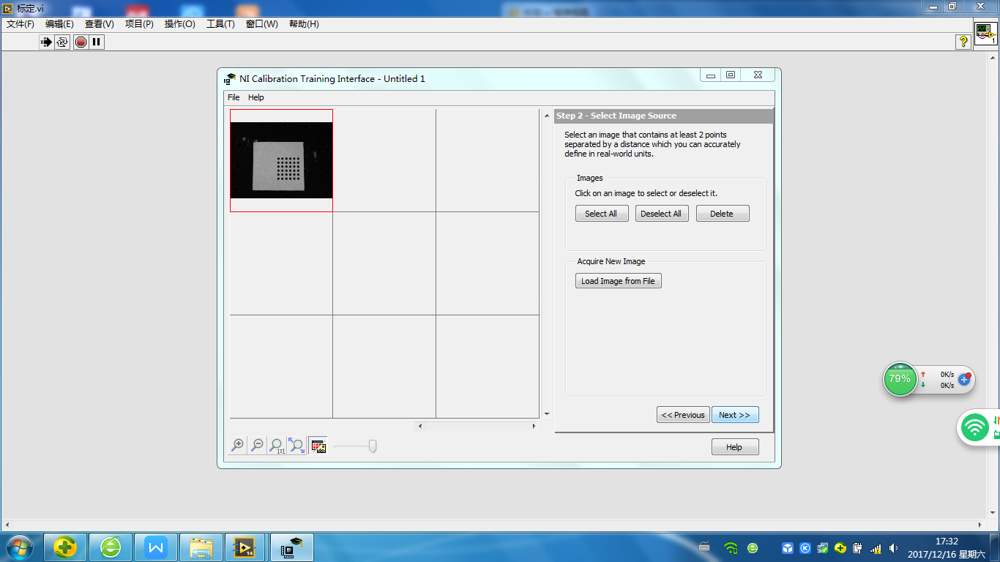 标定.vi
文件(F) 编辑(E) 查看(V) 项目(P) 操作(O) 工具(T) 窗口(W) 帮助(H)
1
NI Calibration Training Interface - Untitled 1
File Help
Step 2 - Select Image Source
Select an image that contains at least 2 points
separated by a distance which you can accurately
define in real-world units.
Images
Click on an image to select or deselect it.
Select All Deselect All Delete
Acquire New Image
Load Image from File
79% 0K/s
0K/s
<< Previous Next >>
1:1
Help
14
17:32
2017/12/16 星期六